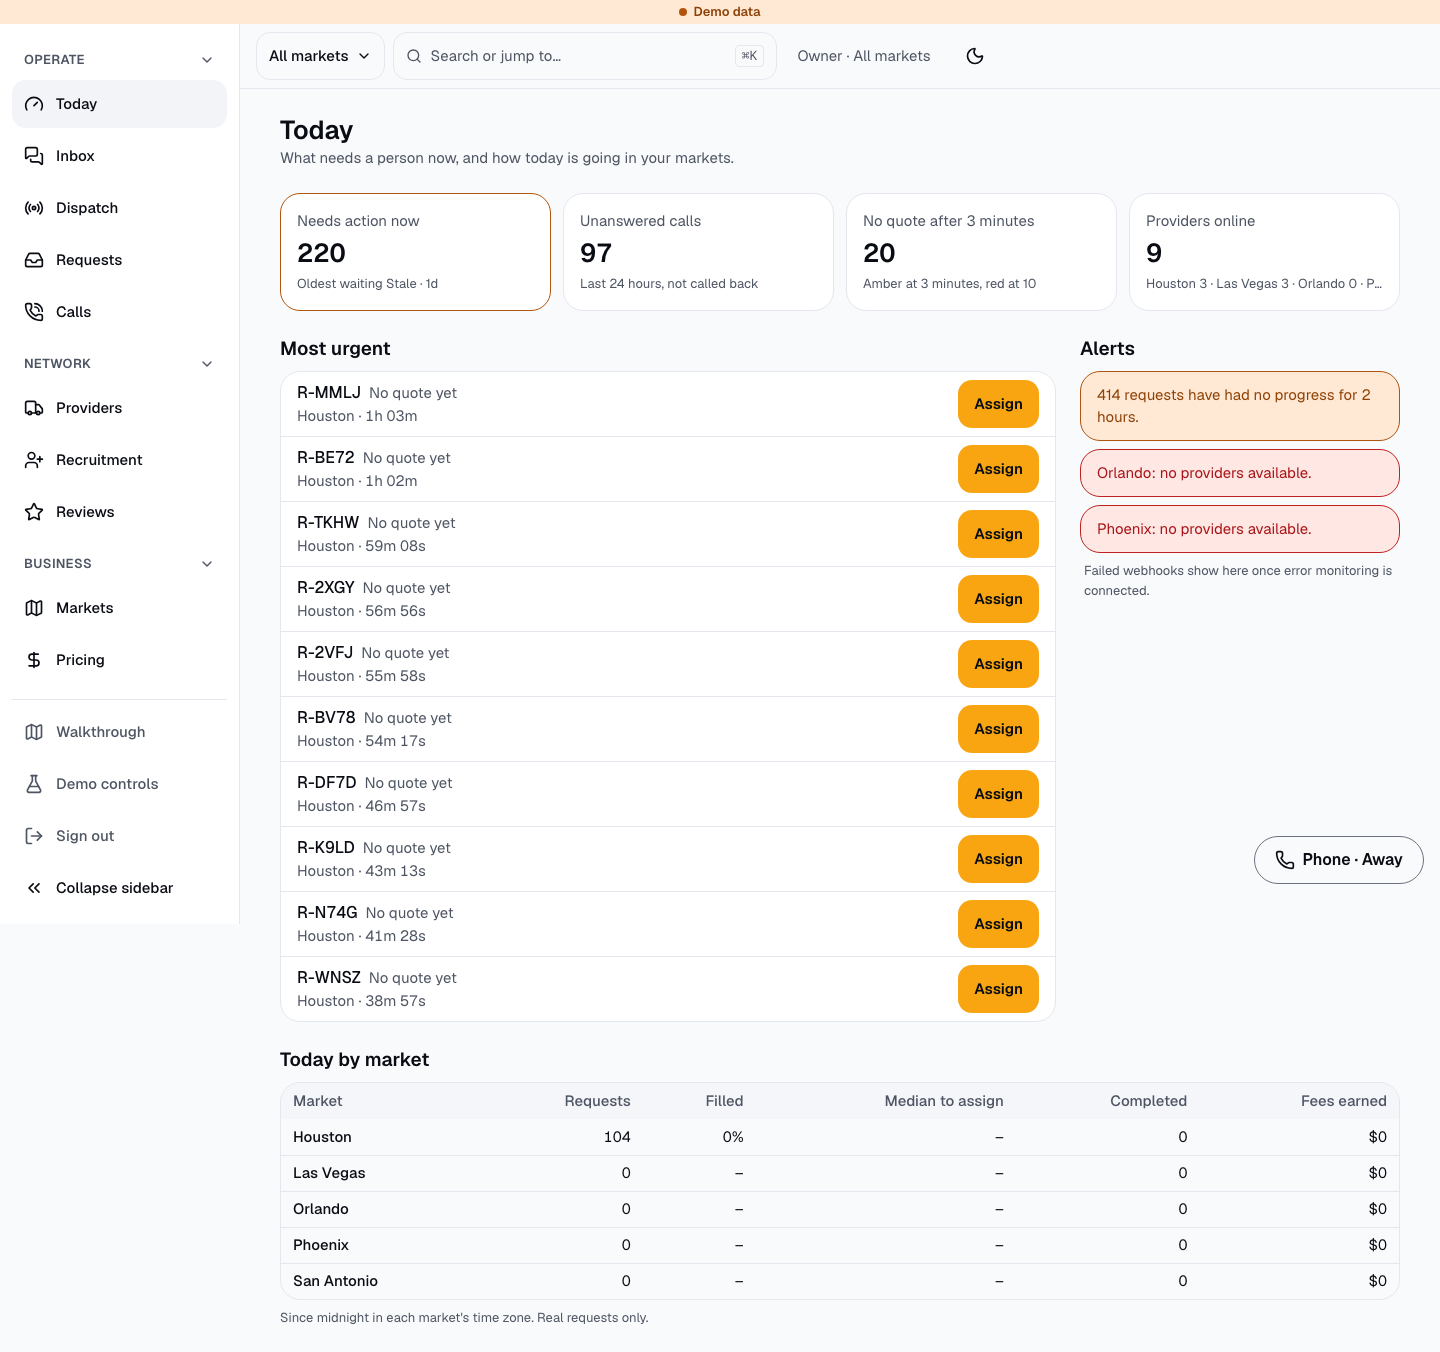 Demo data
OPERATE
Today
Inbox
Dispatch
Requests
Calls
NETWORK
Providers
Recruitment
Reviews
BUSINESS
Markets
Pricing
Walkthrough
Demo controls
Sign out
Collapse sidebar
All markets
Search or jump to...
⌘K
Owner · All markets
Today
What needs a person now, and how today is going in your markets.
Needs action now
220
Oldest waiting Stale · 1d
Unanswered calls
97
Last 24 hours, not called back
No quote after 3 minutes
20
Amber at 3 minutes, red at 10
Providers online
9
Houston 3 · Las Vegas 3 · Orlando 0 · P...
Most urgent
R-MMLJ No quote yet
Houston · 1h 03m
Assign
R-BE72 No quote yet
Houston · 1h 02m
Assign
R-TKHW No quote yet
Houston · 59m 08s
Assign
R-2XGY No quote yet
Houston · 56m 56s
Assign
R-2VFJ No quote yet
Houston · 55m 58s
Assign
R-BV78 No quote yet
Houston · 54m 17s
Assign
R-DF7D No quote yet
Houston · 46m 57s
Assign
R-K9LD No quote yet
Houston · 43m 13s
Assign
R-N74G No quote yet
Houston · 41m 28s
Assign
R-WNSZ No quote yet
Houston · 38m 57s
Assign
Alerts
414 requests have had no progress for 2
hours.
Orlando: no providers available.
Phoenix: no providers available.
Failed webhooks show here once error monitoring is
connected.
Phone · Away
Today by market
Market Requests Filled Median to assign Completed Fees earned
Houston 104 0% – 0 $0
Las Vegas 0 – – 0 $0
Orlando 0 – – 0 $0
Phoenix 0 – – 0 $0
San Antonio 0 – – 0 $0
Since midnight in each market's time zone. Real requests only.